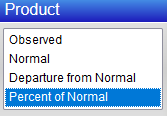 Product
Observed
Normal
Departure from Normal
Percent of Normal